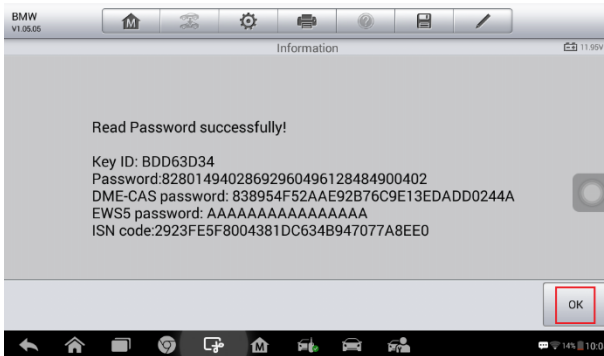 BMW
V1.05.05
Information
11.95V
Read Password successfully!
Key ID: BDD63D34
Password:82801494028692960496128484900402
DME-CAS password: 838954F52AAE92B76C9E13EDADD0244A
EWS5 password: AAAAAAAAAAAAAAAA
ISN code:2923FE5F8004381DC634B947077A8EE0
OK
14%